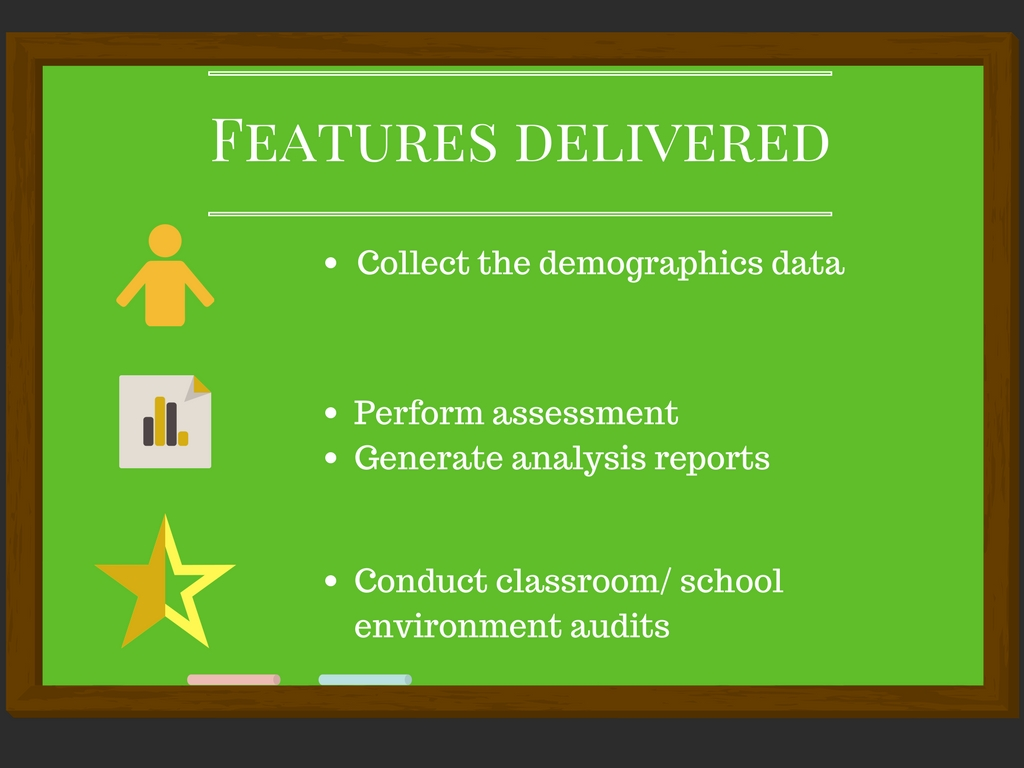 Features delivered
• Collect the demographics data
• Perform assessment
• Generate analysis reports
• Conduct classroom/ school
environment audits